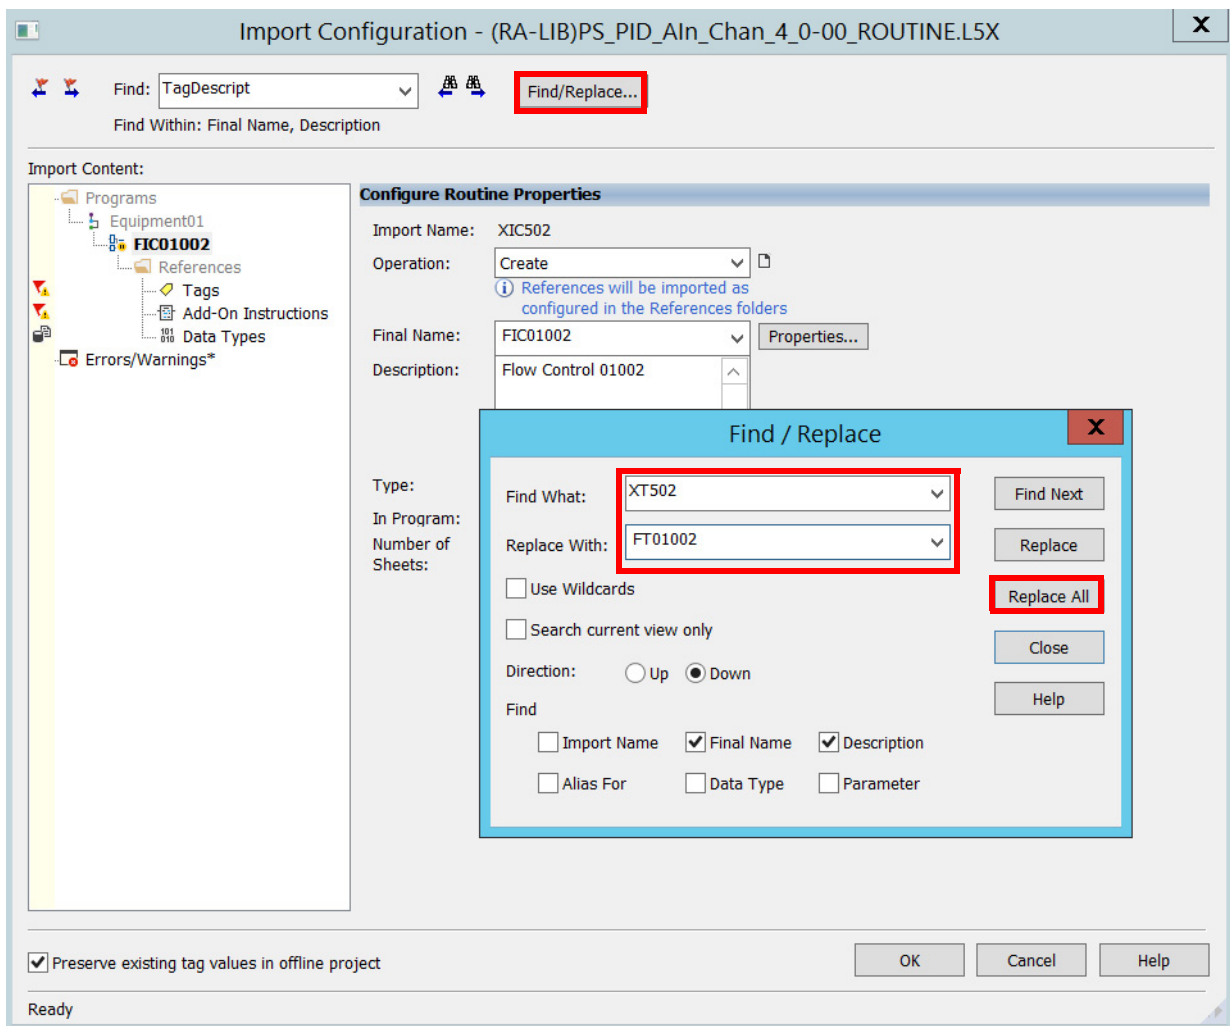 Import Configuration - (RA-LIB)PS_PID_AIn_Chan_4_0-00_ROUTINE.L5X
X
Find: TagDescript
Find/Replace...
Find Within: Final Name, Description
Import Content:
Programs
Equipment01
FIC01002
References
Tags
Add-On Instructions
Data Types
Errors/Warnings*
Configure Routine Properties
Import Name: XIC502
Operation: Create
References will be imported as
configured in the References folders
Final Name: FIC01002
Properties...
Description: Flow Control 01002
Type:
In Program:
Number of
Sheets:
Find / Replace
X
Find What: XT502
Find Next
Replace With: FT01002
Replace
Use Wildcards
Replace All
Search current view only
Close
Direction: Up Down
Help
Find
Import Name Final Name Description
Alias For Data Type Parameter
Preserve existing tag values in offline project
OK Cancel Help
Ready